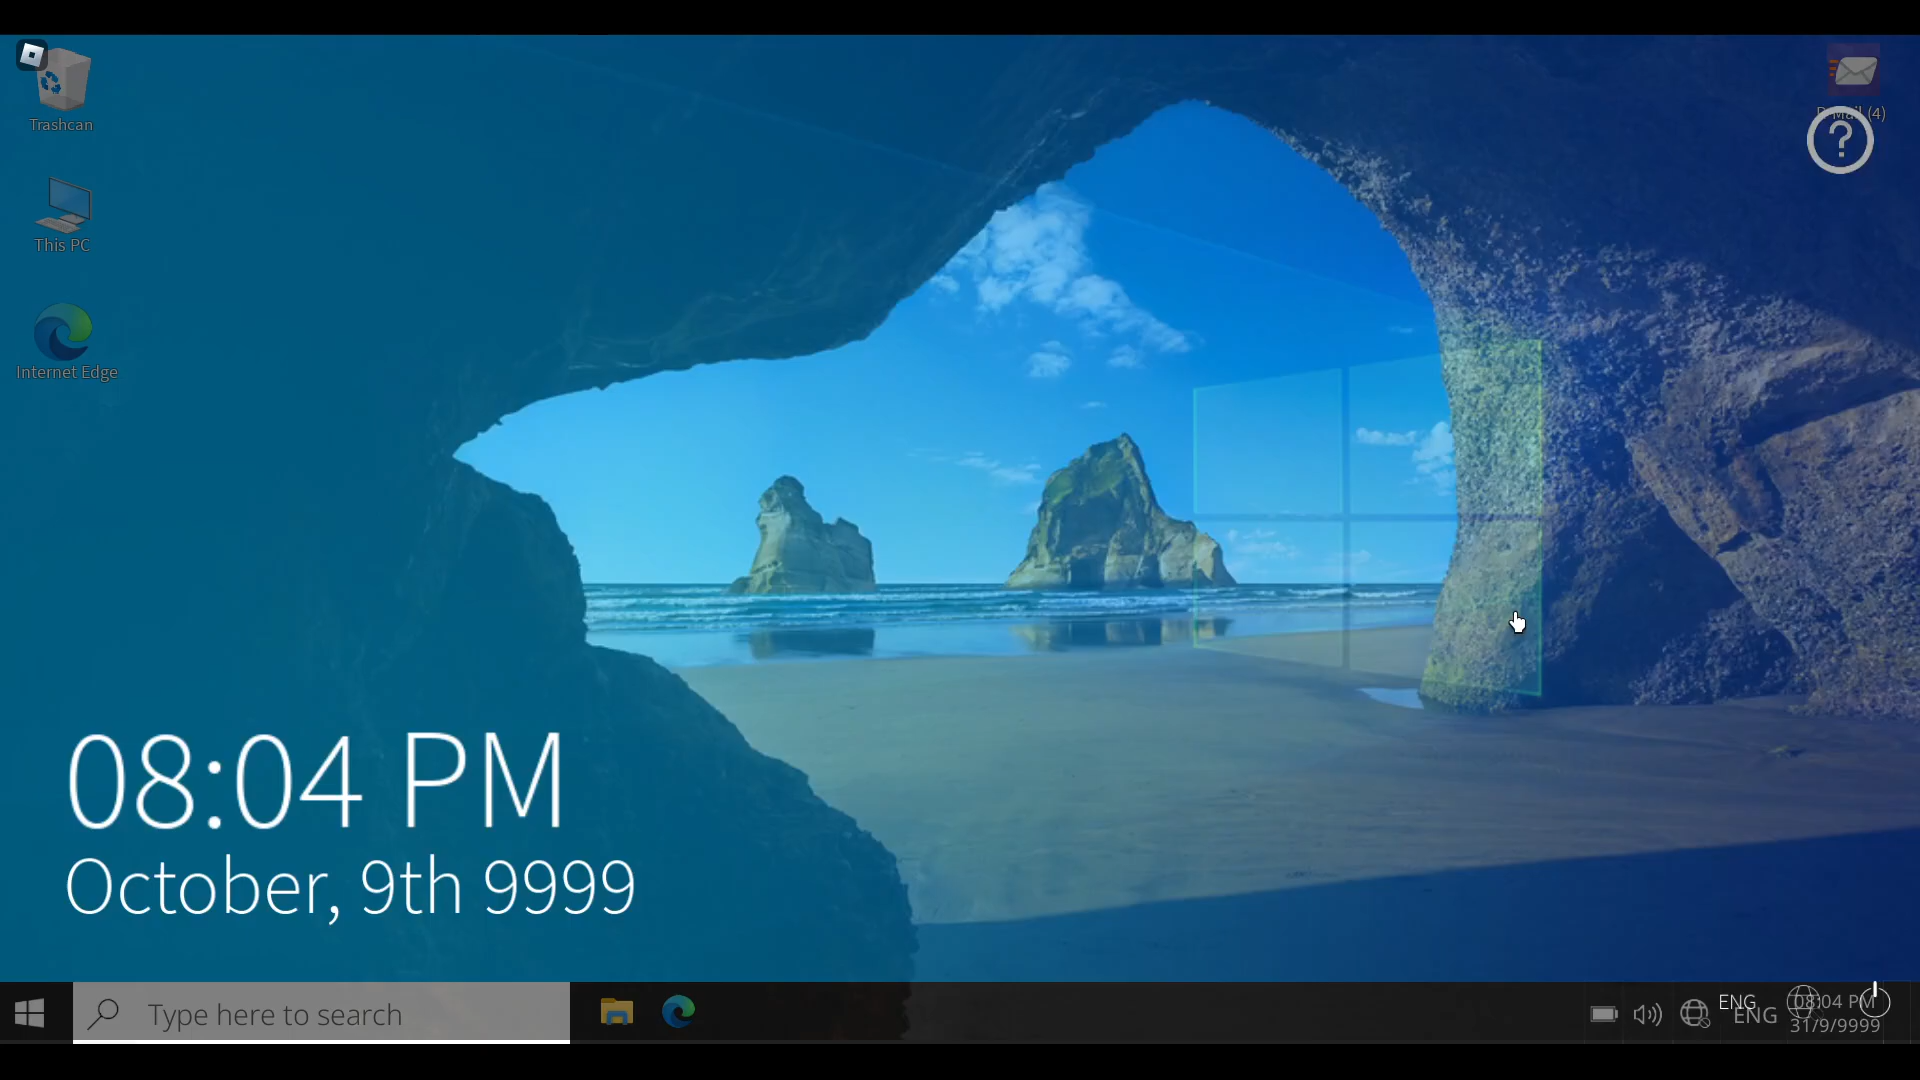 Trashcan
This PC
Internet Edge
(4)
?
08:04 PM
October, 9th 9999
Type here to search
ENG
ENG
08:04 PM
31/9/9999